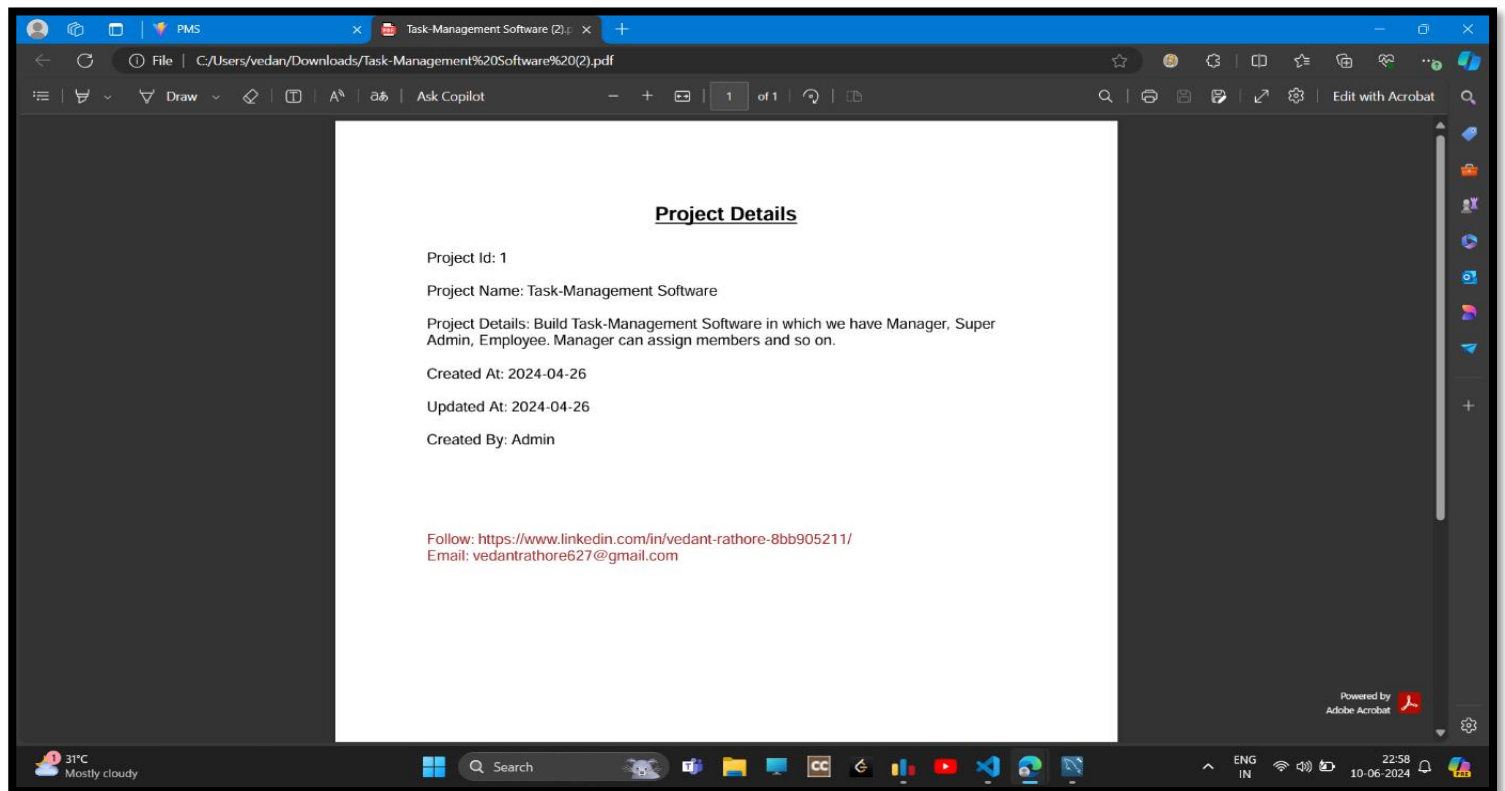 PMS
Task-Management Software (2).p
File
C:/Users/vedan/Downloads/Task-Management%20Software%20(2).pdf
Draw
Ask Copilot
1 of 1
Edit with Acrobat
Project Details
Project Id: 1
Project Name: Task-Management Software
Project Details: Build Task-Management Software in which we have Manager, Super
Admin, Employee. Manager can assign members and so on.
Created At: 2024-04-26
Updated At: 2024-04-26
Created By: Admin
Follow: https://www.linkedin.com/in/vedant-rathore-8bb905211/
Email: vedantrathore627@gmail.com
Powered by
Adobe Acrobat
1
31°C
Mostly cloudy
Search
CC
ENG
IN
22:58
10-06-2024
PRE